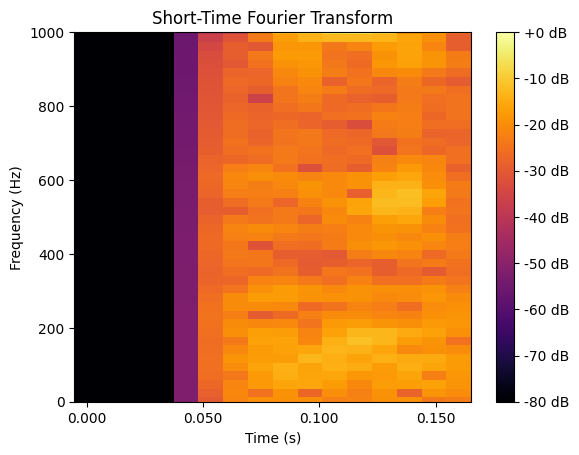 Short-Time Fourier Transform
Frequency (Hz)
1000
800
600
400
200
0
0.000
0.050
0.100
0.150
Time (s)
+0 dB
-10 dB
-20 dB
-30 dB
-40 dB
-50 dB
-60 dB
-70 dB
-80 dB